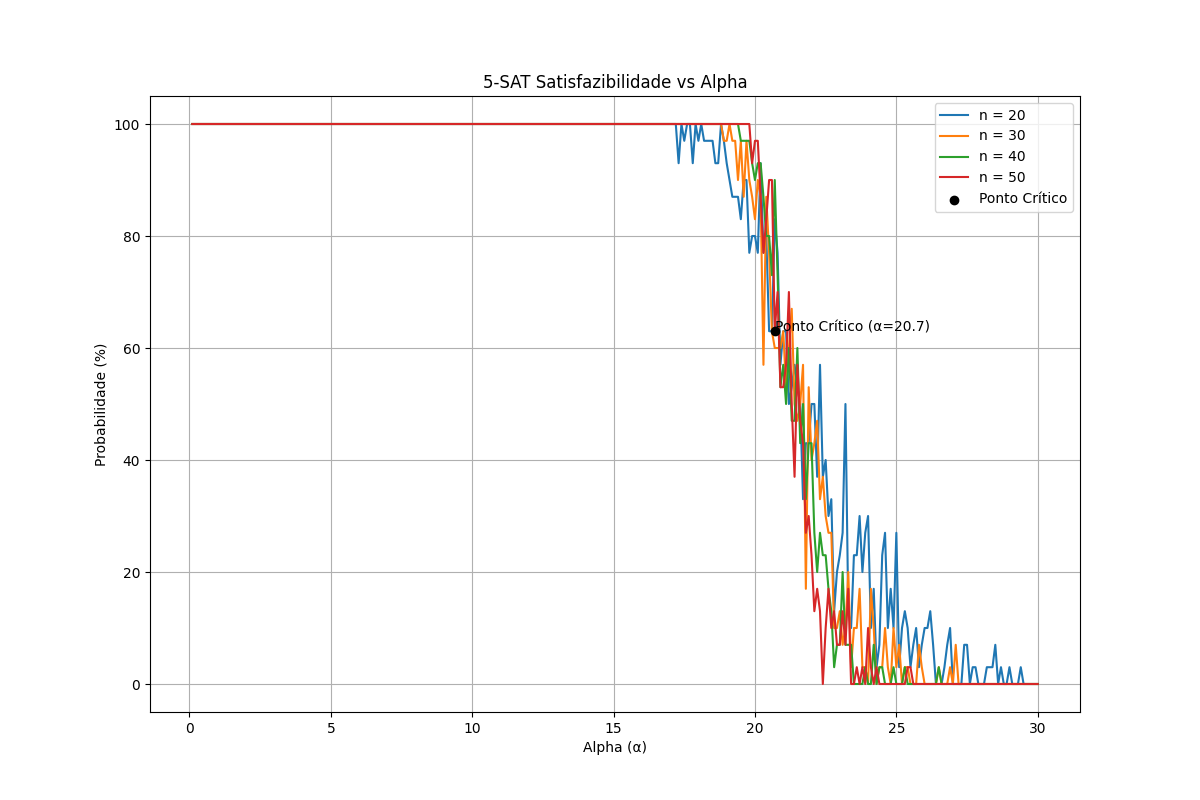 5-SAT Satisfazibilidade vs Alpha
n = 20
n = 30
n = 40
n = 50
Ponto Crítico
100
80
60
40
20
0
Probabilidade (%)
Ponto Crítico (α=20.7)
0 5 10 15 20 25 30
Alpha (α)